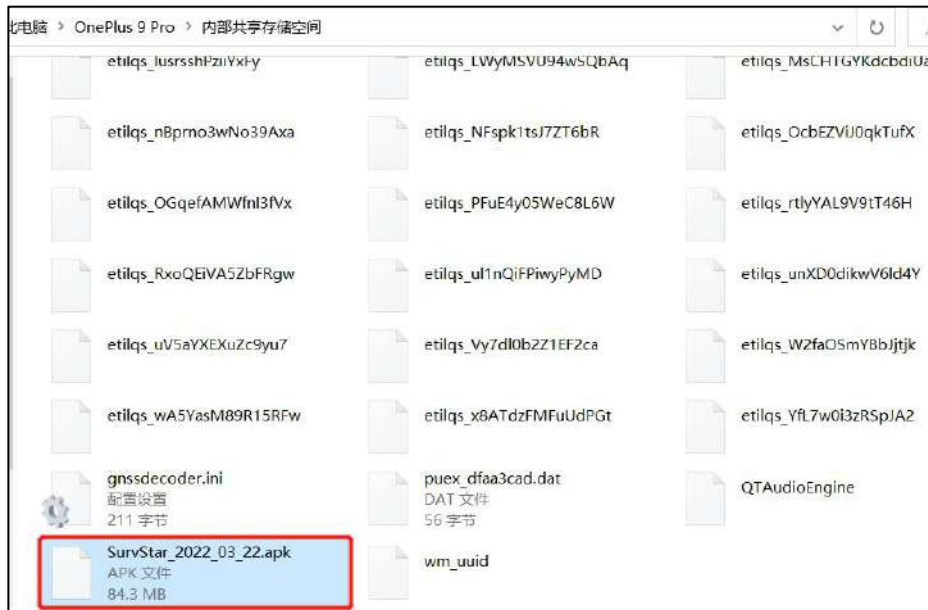 此电脑 > OnePlus 9 Pro > 内部共享存储空间
etilqs_LWyMSVU94wSQbAq
etilqs_nBprno3wNo39Axa
etilqs_NFspk1tsJ7ZT6bR
etilqs_OcbEZViJ0qkTufX
etilqs_OGqefAMWfnI3fVx
etilqs_PFuE4y05WeC8L6W
etilqs_rtlyYAL9V9tT46H
etilqs_RxoQEiVA5ZbFRgw
etilqs_ul1nQiFPiwyPyMD
etilqs_unXD0dikwV6ld4Y
etilqs_uV5aYXEXuZc9yu7
etilqs_Vy7dl0b2Z1EF2ca
etilqs_W2faOSmYBbJjtjk
etilqs_wA5YasM89R15RFw
etilqs_x8ATdzFMFuUdPGt
etilqs_YfL7w0i3zRSpJA2
gnssdecoder.ini
配置设置
211 字节
puex_dfaa3cad.dat
DAT 文件
56 字节
QTAudioEngine
SurvStar_2022_03_22.apk
APK 文件
84.3 MB
wm_uuid